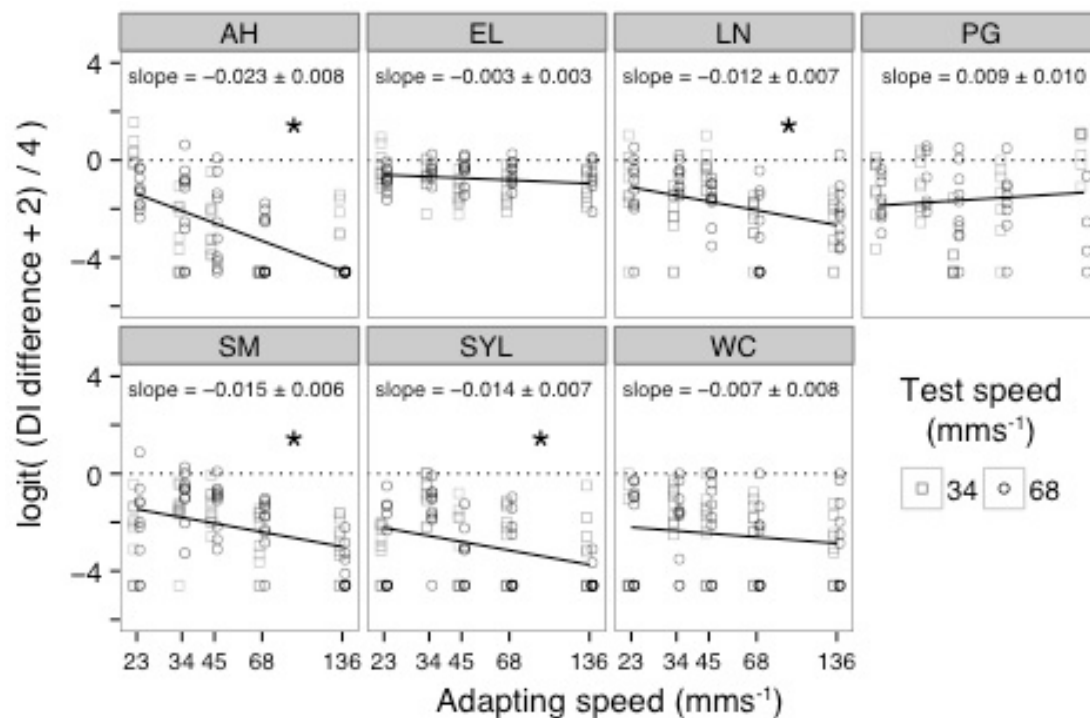 AH EL LN PG
slope = −0.023 ± 0.008 slope = −0.003 ± 0.003 slope = −0.012 ± 0.007 slope = 0.009 ± 0.010
* *
4
0
−4
SM SYL WC
slope = −0.015 ± 0.006 slope = −0.014 ± 0.007 slope = −0.007 ± 0.008
* *
4
0
−4
logit( (DI difference + 2) / 4 )
Test speed
(mms⁻¹)
34 68
23 34 45 68 136 23 34 45 68 136 23 34 45 68 136
Adapting speed (mms⁻¹)